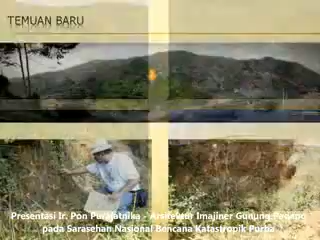 TEMUAN BARU
Presentasi Ir. Pon Purajatnika - Arsitektur Imajiner Gunung Padang
pada Sarasehan Nasional Bencana Katastropik Purba